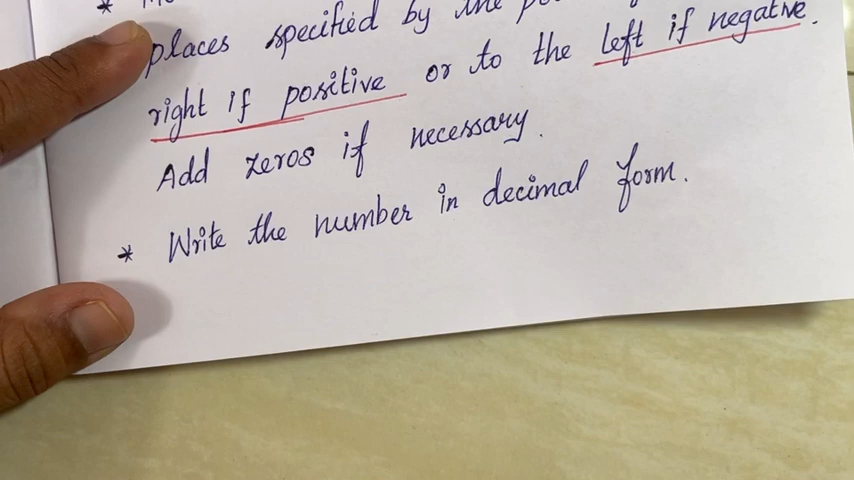 *
places specified by the
right if positive or to the left if negative.
Add zeros if necessary.
* Write the number in decimal form.